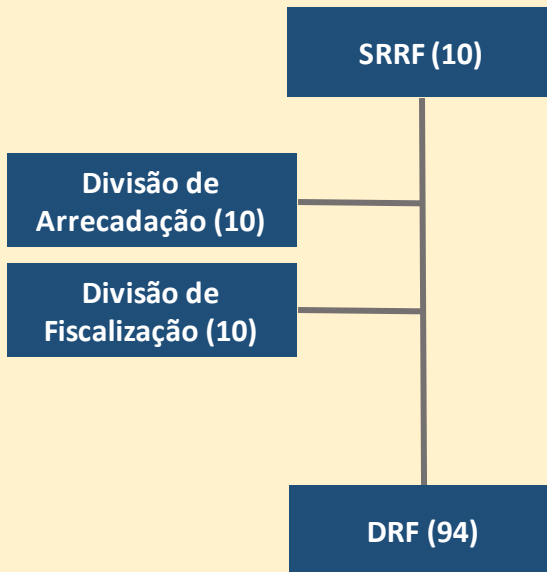 SRRF (10)
Divisão de
Arrecadação (10)
Divisão de
Fiscalização (10)
DRF (94)